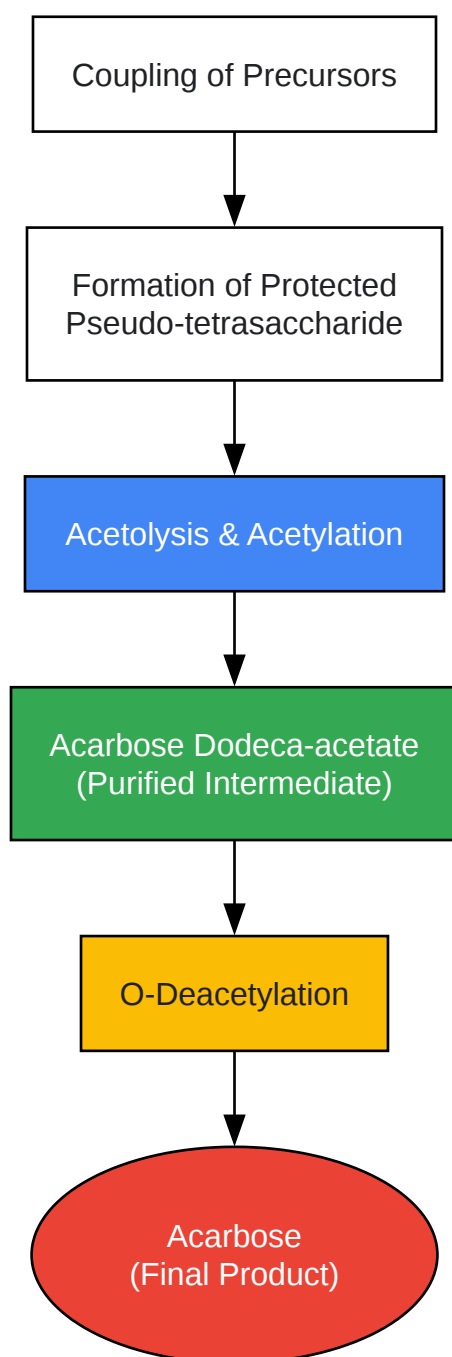 Coupling of Precursors
Formation of Protected
Pseudo-tetrasaccharide
Acetolysis & Acetylation
Acarbose Dodeca-acetate
(Purified Intermediate)
O-Deacetylation
Acarbose
(Final Product)